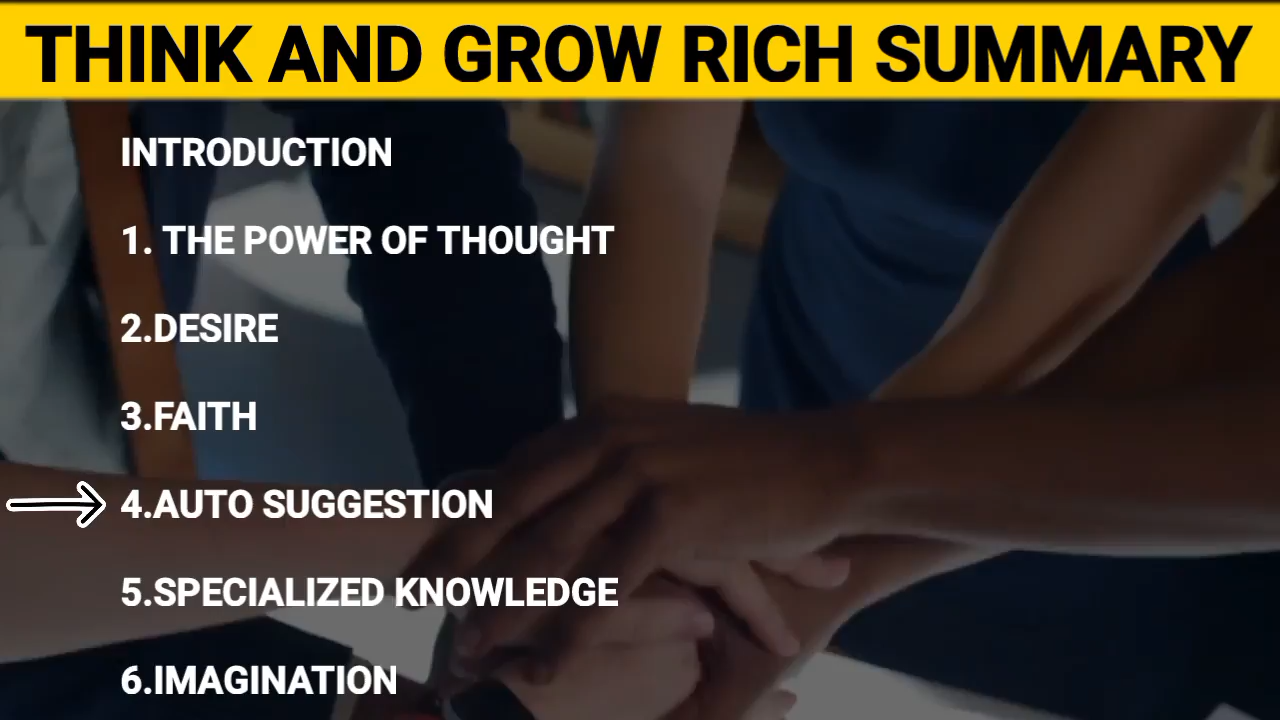 THINK AND GROW RICH SUMMARY
INTRODUCTION
1. THE POWER OF THOUGHT
2.DESIRE
3.FAITH
4.AUTO SUGGESTION
5.SPECIALIZED KNOWLEDGE
6.IMAGINATION